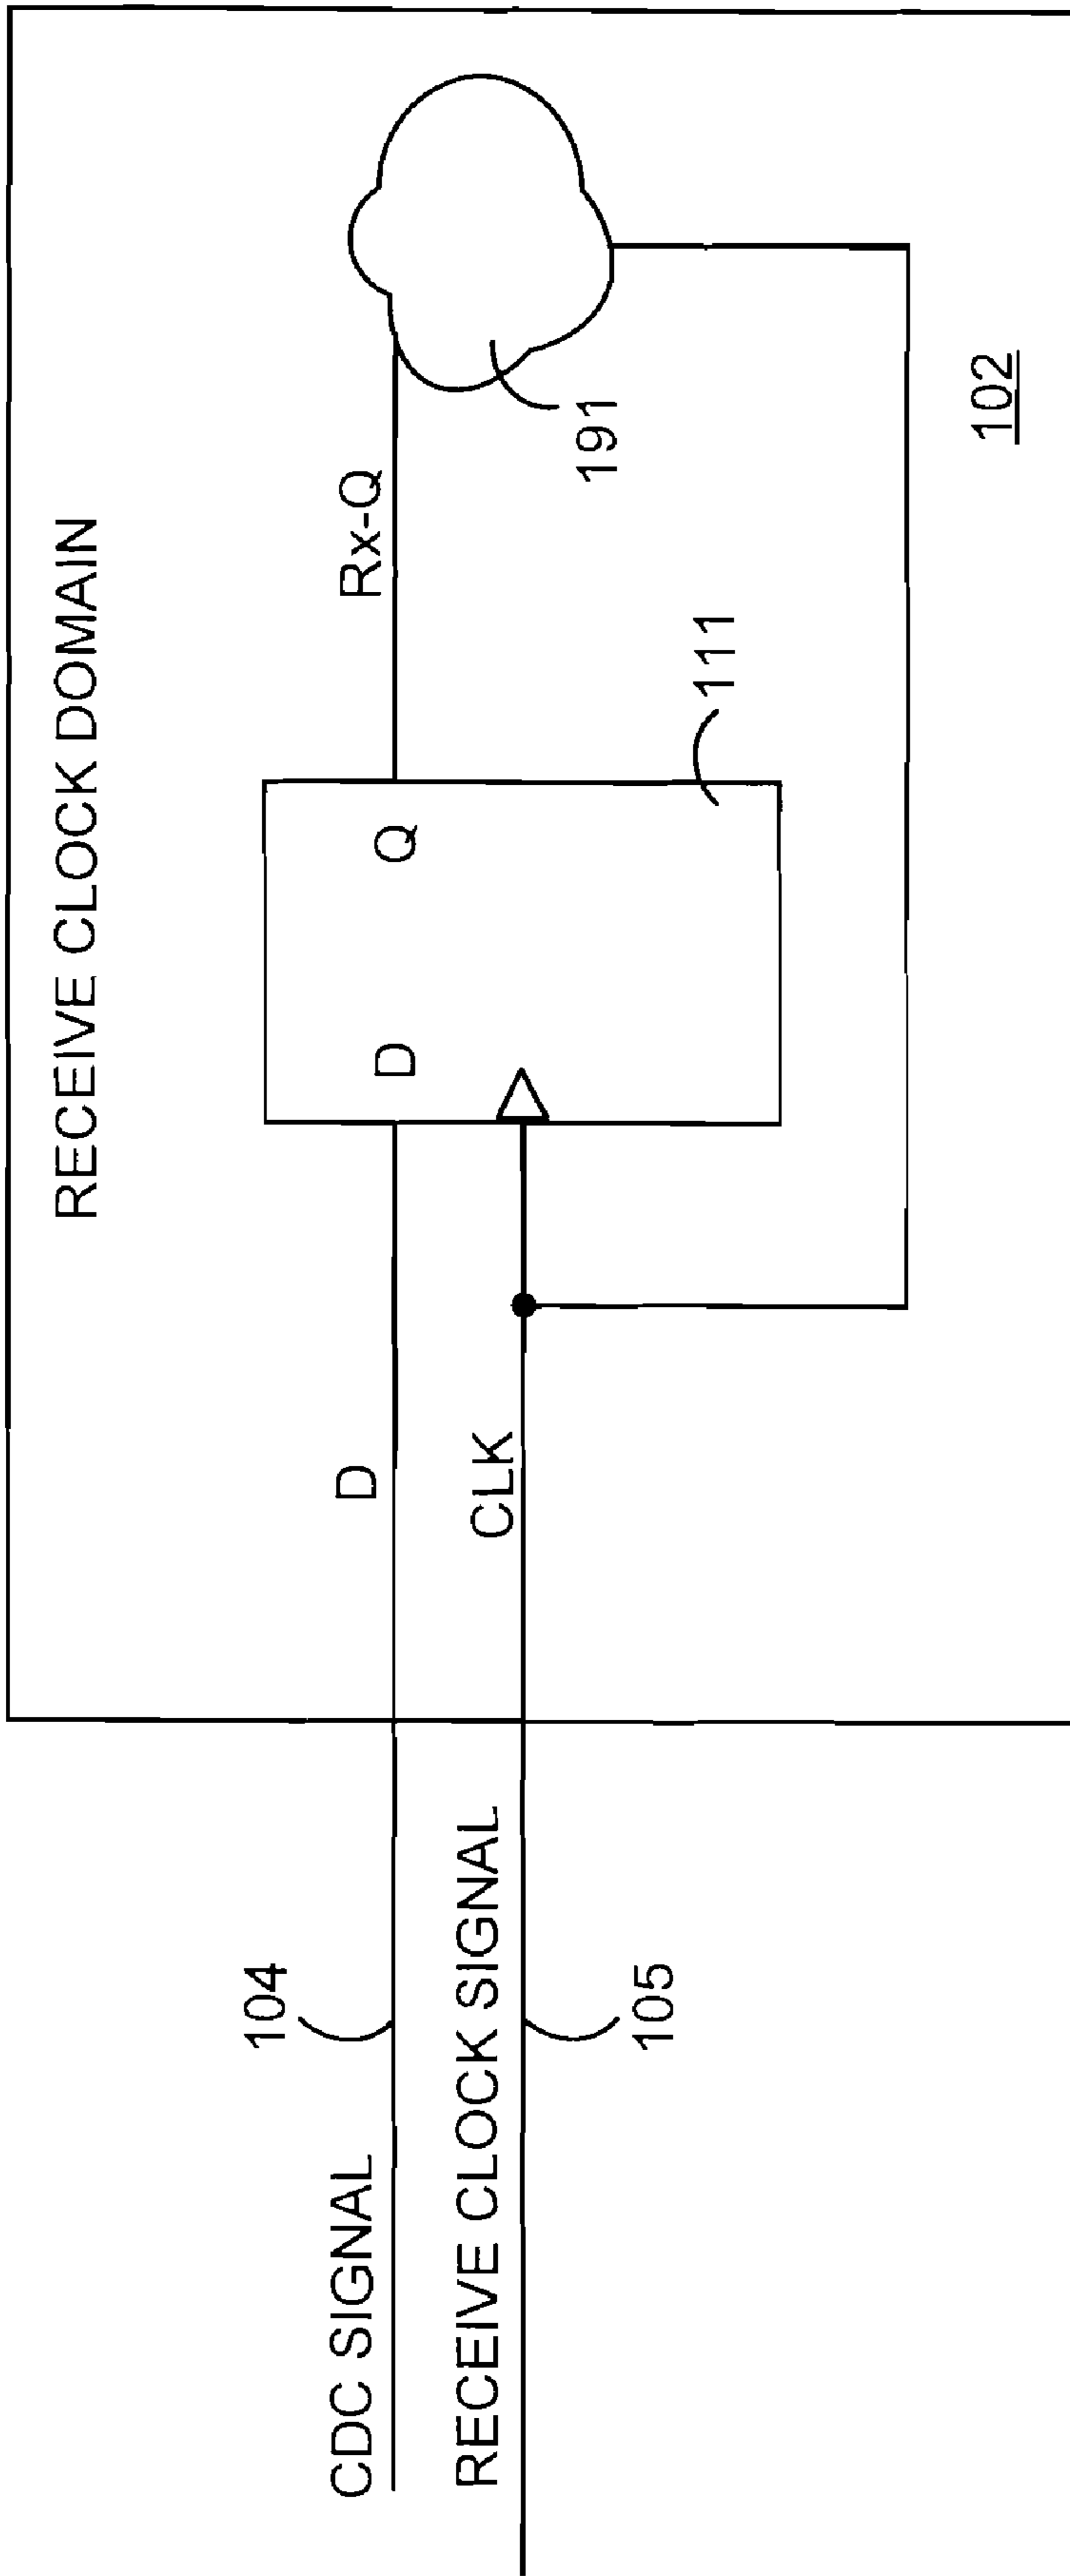 RECEIVE CLOCK DOMAIN
104
CDC SIGNAL
D
D
Q
Rx-Q
RECEIVE CLOCK SIGNAL
CLK
105
191
111
102